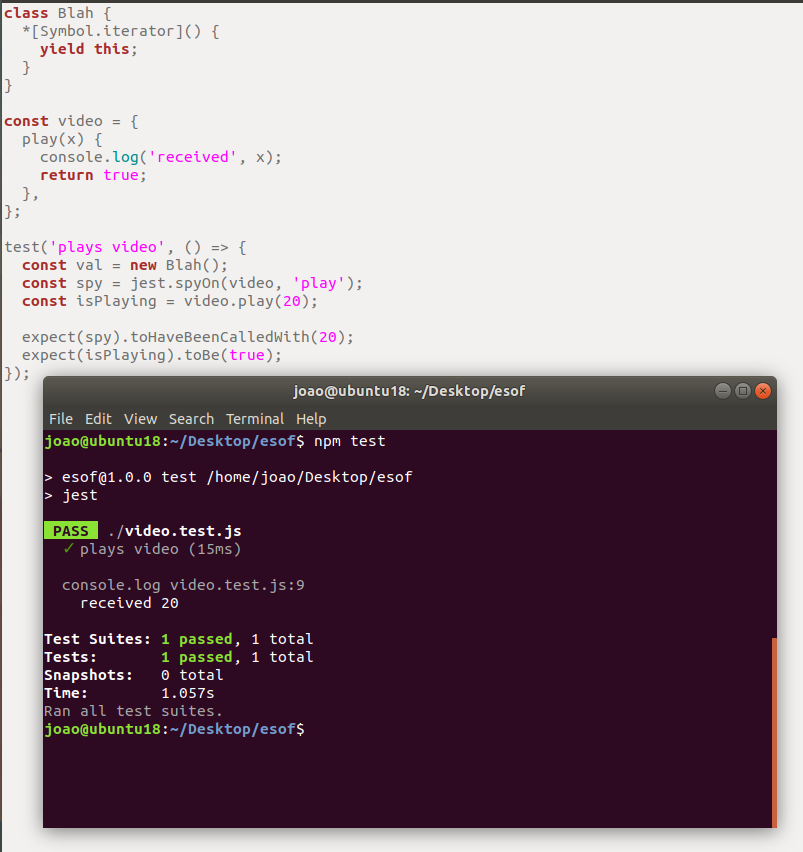 class Blah {
  *[Symbol.iterator]() {
    yield this;
  }
}

const video = {
  play(x) {
    console.log('received', x);
    return true;
  },
};

test('plays video', () => {
  const val = new Blah();
  const spy = jest.spyOn(video, 'play');
  const isPlaying = video.play(20);

  expect(spy).toHaveBeenCalledWith(20);
  expect(isPlaying).toBe(true);
});
joao@ubuntu18: ~/Desktop/esof
File Edit View Search Terminal Help
joao@ubuntu18:~/Desktop/esof$ npm test

> esof@1.0.0 test /home/joao/Desktop/esof
> jest

PASS ./video.test.js
  ✓ plays video (15ms)

  console.log video.test.js:9
    received 20

Test Suites: 1 passed, 1 total
Tests:       1 passed, 1 total
Snapshots:   0 total
Time:        1.057s
Ran all test suites.
joao@ubuntu18:~/Desktop/esof$